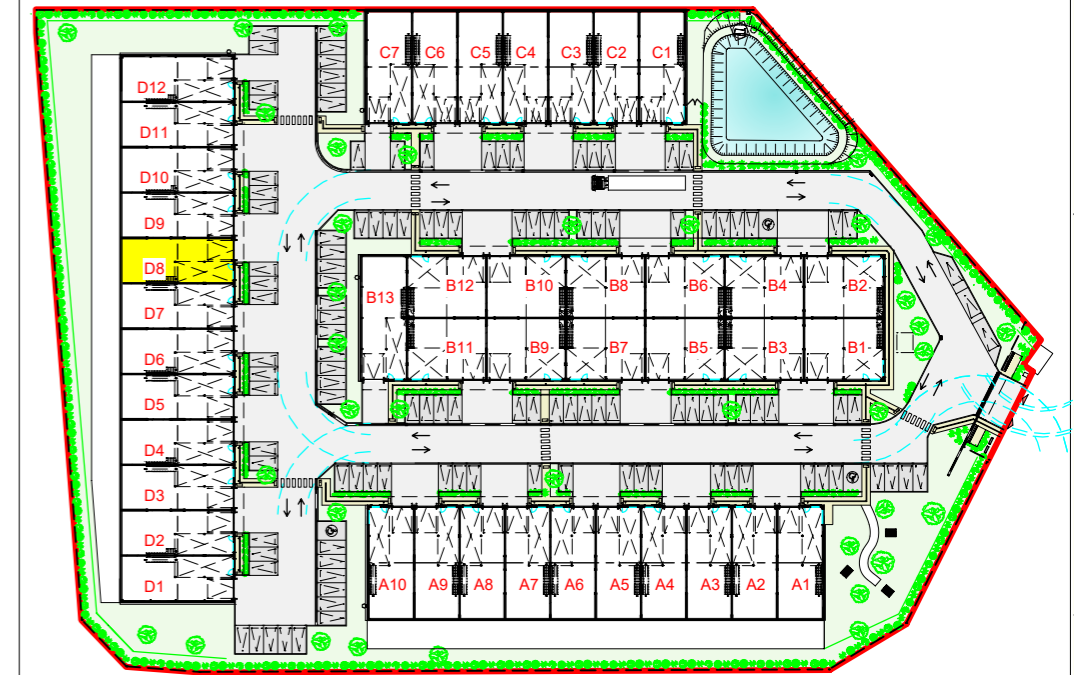 C7 C6 C5 C4 C3 C2 C1
D12
D11
D10
D9
D8
D7
D6
D5
D4
D3
D2
D1
B13 B12 B10 B8 B6 B4 B2
B11 B9 B7 B5 B3 B1
A10 A9 A8 A7 A6 A5 A4 A3 A2 A1